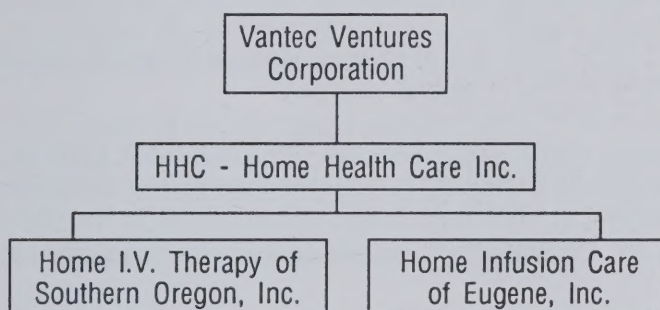 Vantec Ventures
Corporation
HHC - Home Health Care Inc.
Home I.V. Therapy of
Southern Oregon, Inc.
Home Infusion Care
of Eugene, Inc.